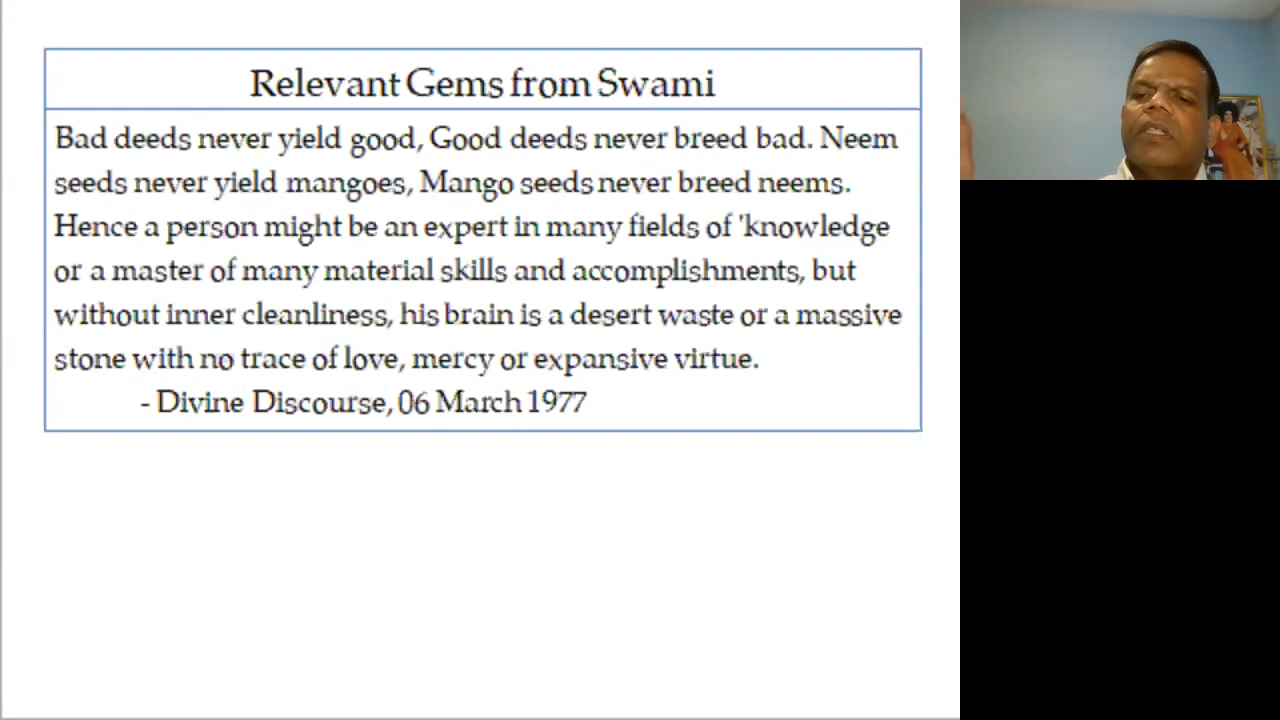 Relevant Gems from Swami
Bad deeds never yield good, Good deeds never breed bad. Neem
seeds never yield mangoes, Mango seeds never breed neems.
Hence a person might be an expert in many fields of 'knowledge
or a master of many material skills and accomplishments, but
without inner cleanliness, his brain is a desert waste or a massive
stone with no trace of love, mercy or expansive virtue.
- Divine Discourse, 06 March 1977